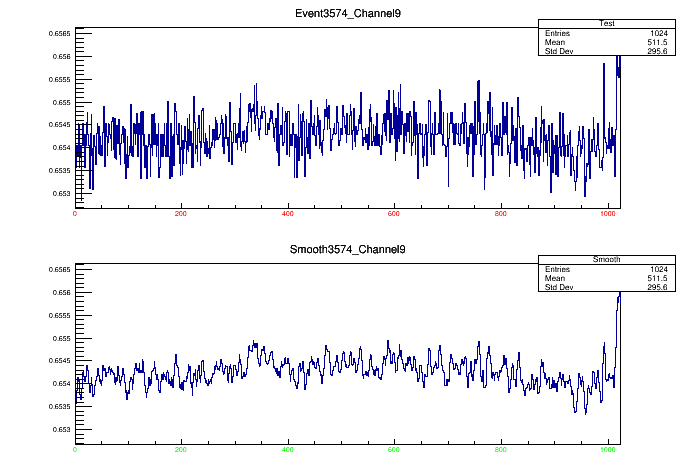 Event3574_Channel9
Test
Entries 1024
Mean 511.5
Std Dev 295.6
0.6565
0.656
0.6555
0.655
0.6545
0.654
0.6535
0.653
0 200 400 600 800 1000
Smooth3574_Channel9
Smooth
Entries 1024
Mean 511.5
Std Dev 295.6
0.6565
0.656
0.6555
0.655
0.6545
0.654
0.6535
0.653
0 200 400 600 800 1000